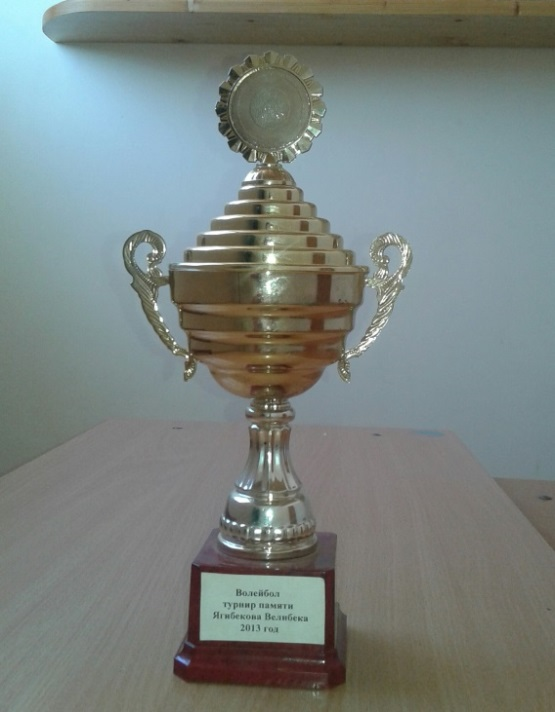 Волейбол
турнир памяти
Ягибекова Велибека
2013 год